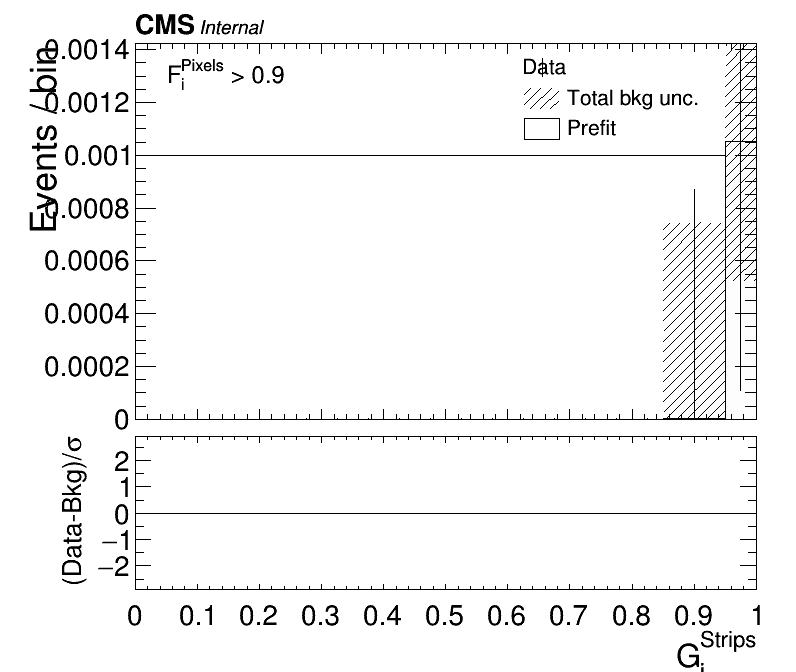 CMS Internal
Events / bin
F_i^Pixels > 0.9
Data
Total bkg unc.
Prefit
0.0014
0.0012
0.001
0.0008
0.0006
0.0004
0.0002
0
(Data-Bkg)/σ
2
1
0
−1
−2
0 0.1 0.2 0.3 0.4 0.5 0.6 0.7 0.8 0.9 1
G_i^Strips